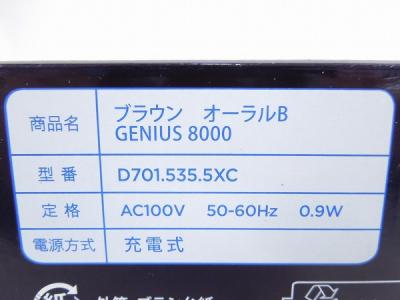 商品名 ブラウン オーラルB
GENIUS 8000
型番 D701.535.5XC
定格 AC100V 50-60Hz 0.9W
電源方式 充電式
紙